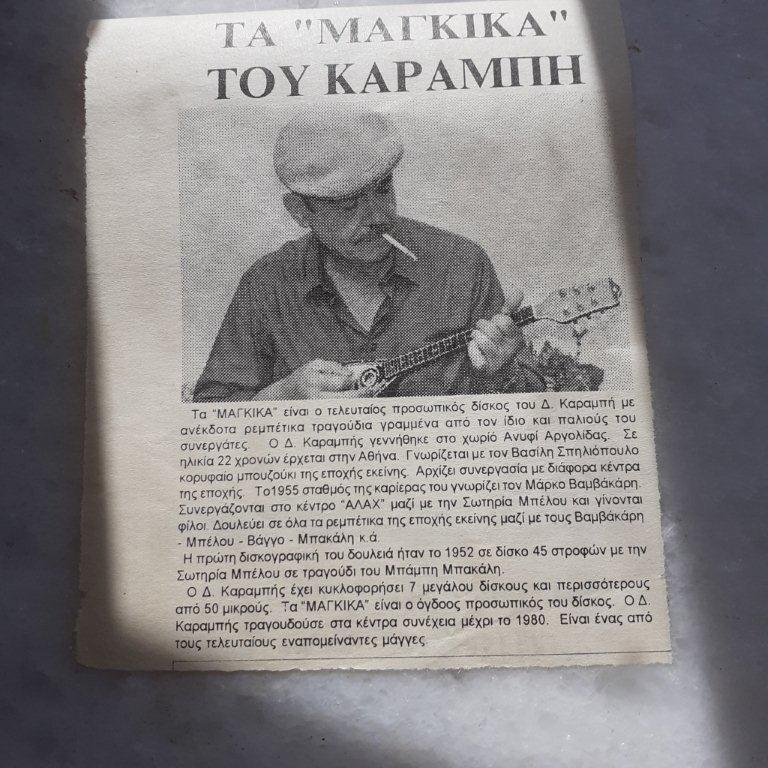 ΤΑ "ΜΑΓΚΙΚΑ"
ΤΟΥ ΚΑΡΑΜΠΗ
Τα “ΜΑΓΚΙΚΑ” είναι ο τελευταίος προσωπικός δίσκος του Δ. Καραμπή με
ανέκδοτα ρεμπέτικα τραγούδια γραμμένα από τον ίδιο και παλιούς του
συνεργάτες. Ο Δ. Καραμπής γεννήθηκε στο χωρίο Ανυφί Αργολίδας. Σε
ηλικία 22 χρονών έρχεται στην Αθήνα. Γνωρίζεται με τον Βασίλη Σπηλιόπουλο
κορυφαίο μπουζούκι της εποχής εκείνης. Αρχίζει συνεργασία με διάφορα κέντρα
της εποχής. Το1955 σταθμός της καρίερας του γνωρίζει τον Μάρκο Βαμβάκάρη.
Συνεργάζονται στο κέντρο “ΑΛΑΧ” μαζί με την Σωτηρία Μπέλου και γίνονται
φίλοι. Δουλεύει σε όλα τα ρεμπέτικα της εποχής εκείνης μαζί με τους Βαμβάκάρη
- Μπέλου - Βάγγο - Μπακάλη κ.ά.
Η πρώτη δισκογραφική του δουλειά ήταν το 1952 σε δίσκο 45 στροφών με την
Σωτηρία Μπέλου σε τραγούδι του Μπάμπη Μπακάλη.
Ο Δ. Καραμπής έχει κυκλοφορήσει 7 μεγάλου δίσκους και περισσότερους
από 50 μικρούς. Τα “ΜΑΓΚΙΚΑ” είναι ο όγδοος προσωπικός του δίσκος. Ο Δ.
Καραμπής τραγουδούσε στα κέντρα συνέχεια μέχρι το 1980. Είναι ένας από
τους τελευταίους εναπομείναντες μάγγες.